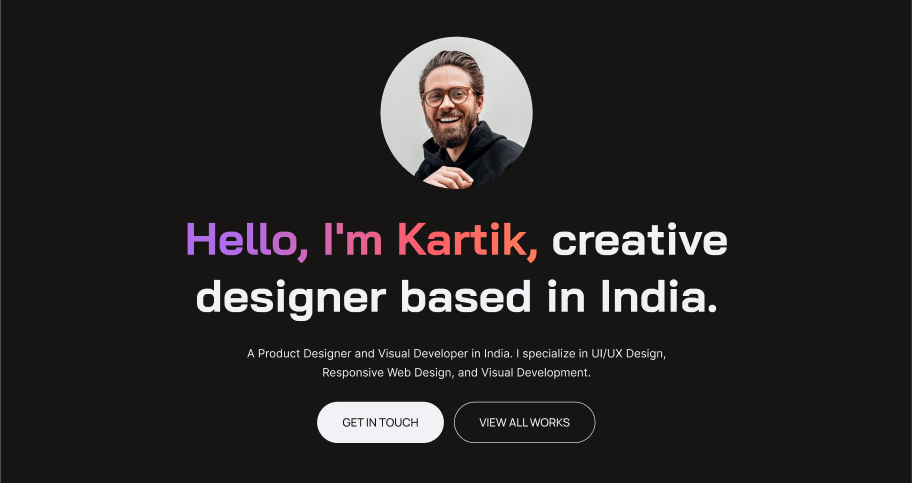 Hello, I'm Kartik, creative
designer based in India.
A Product Designer and Visual Developer in India. I specialize in UI/UX Design,
Responsive Web Design, and Visual Development.
GET IN TOUCH
VIEW ALL WORKS